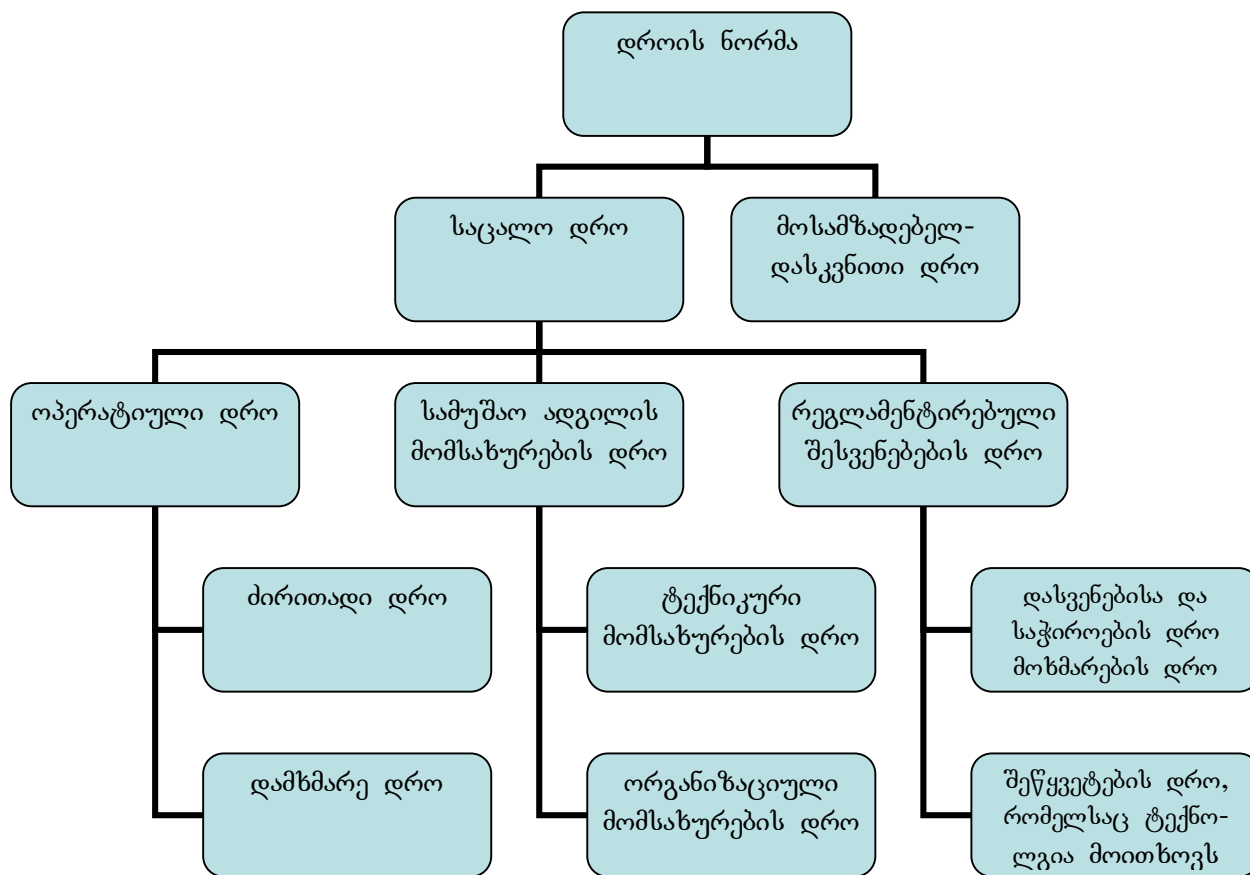 დროის ნორმა
საცალო დრო
მოსამზადებელ-
დასკვნითი დრო
ოპერატიული დრო
სამუშაო ადგილის
მომსახურების დრო
რეგლამენტირებული
შესვენებების დრო
ძირითადი დრო
ტექნიკური
მომსახურების დრო
დასვენებისა და
საჭიროების დრო
მოხმარების დრო
დამხმარე დრო
ორგანიზაციული
მომსახურების დრო
შეწყვეტების დრო,
რომელსაც ტექნო-
ლგია მოითხოვს